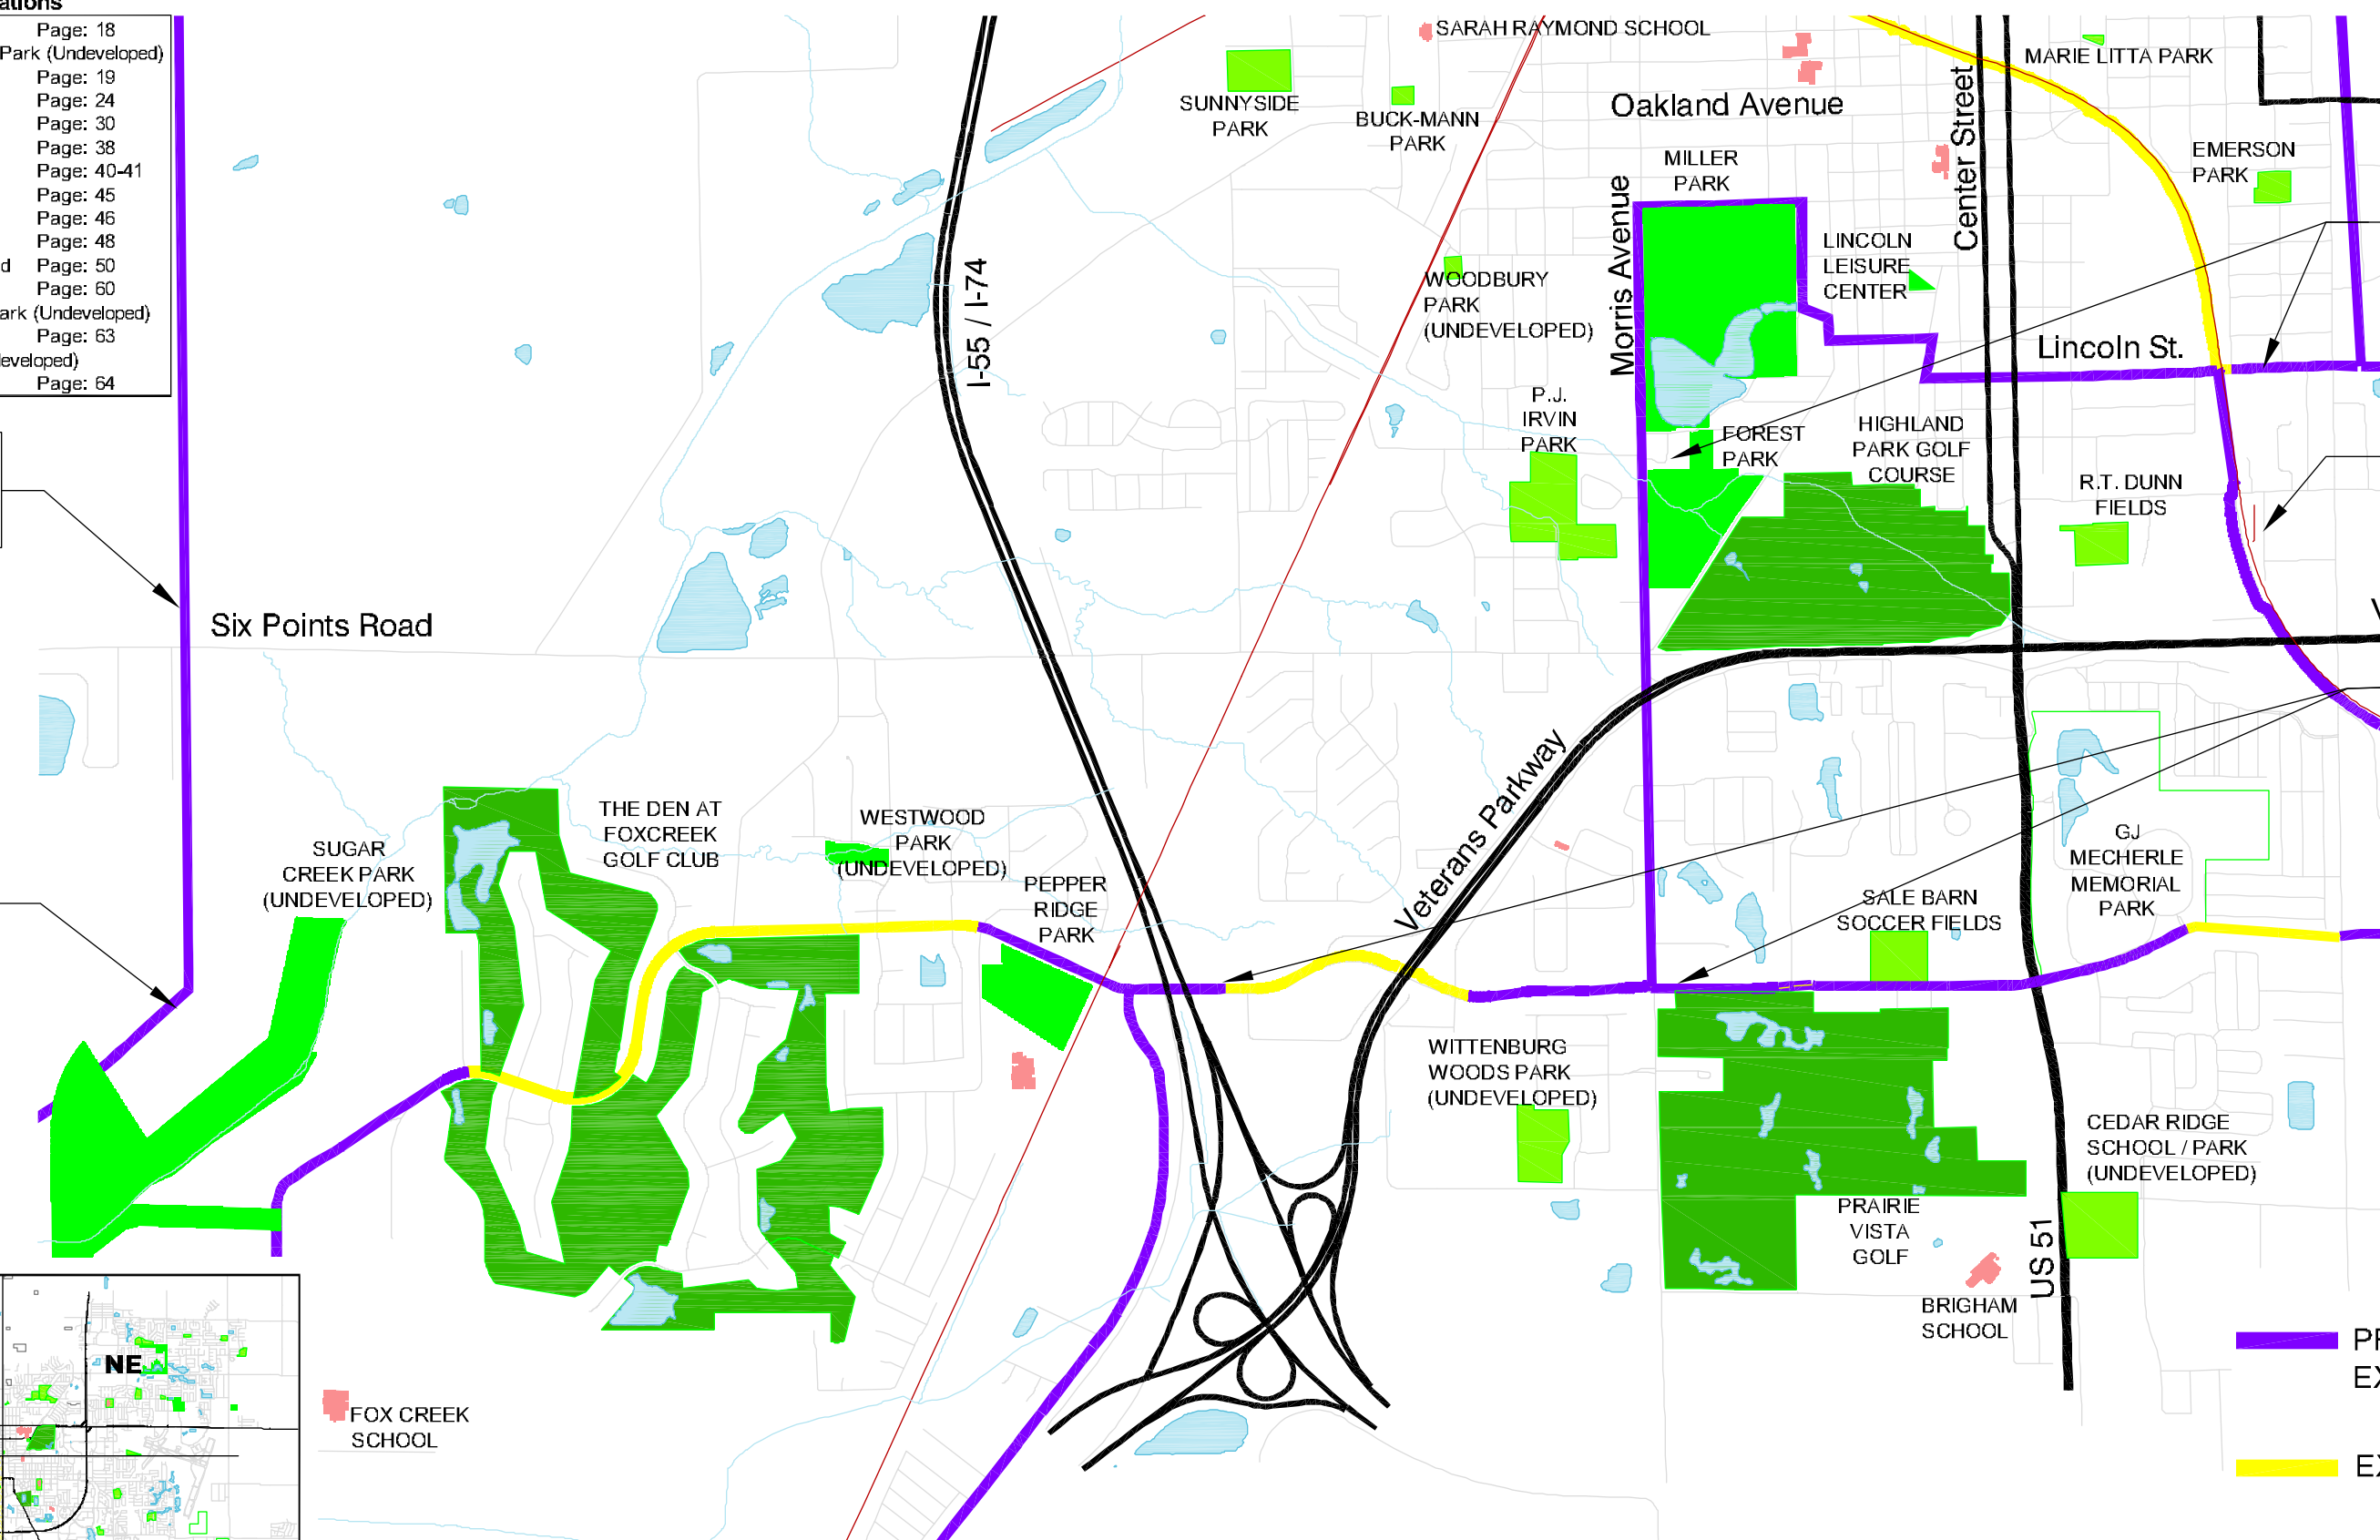 Page: 18
Park (Undeveloped)
Page: 19
Page: 24
Page: 30
Page: 38
Page: 40-41
Page: 45
Page: 46
Page: 48
d Page: 50
Page: 60
ark (Undeveloped)
Page: 63
Page: 64
SARAH RAYMOND SCHOOL
MARIE LITTA PARK
SUNNYSIDE
PARK
BUCK-MANN
PARK
Oakland Avenue
Center Street
MILLER
PARK
EMERSON
PARK
Morris Avenue
LINCOLN
LEISURE
CENTER
I-55 / I-74
WOODBURY
PARK
(UNDEVELOPED)
Lincoln St.
P.J.
IRVIN
PARK
FOREST
PARK
HIGHLAND
PARK GOLF
COURSE
R.T. DUNN
FIELDS
Six Points Road
Veterans Parkway
THE DEN AT
FOXCREEK
GOLF CLUB
WESTWOOD
PARK
(UNDEVELOPED)
SUGAR
CREEK PARK
(UNDEVELOPED)
PEPPER
RIDGE
PARK
GJ
MECHERLE
MEMORIAL
PARK
SALE BARN
SOCCER FIELDS
WITTENBURG
WOODS PARK
(UNDEVELOPED)
CEDAR RIDGE
SCHOOL / PARK
(UNDEVELOPED)
PRAIRIE
VISTA
GOLF
US 51
BRIGHAM
SCHOOL
NE
FOX CREEK
SCHOOL